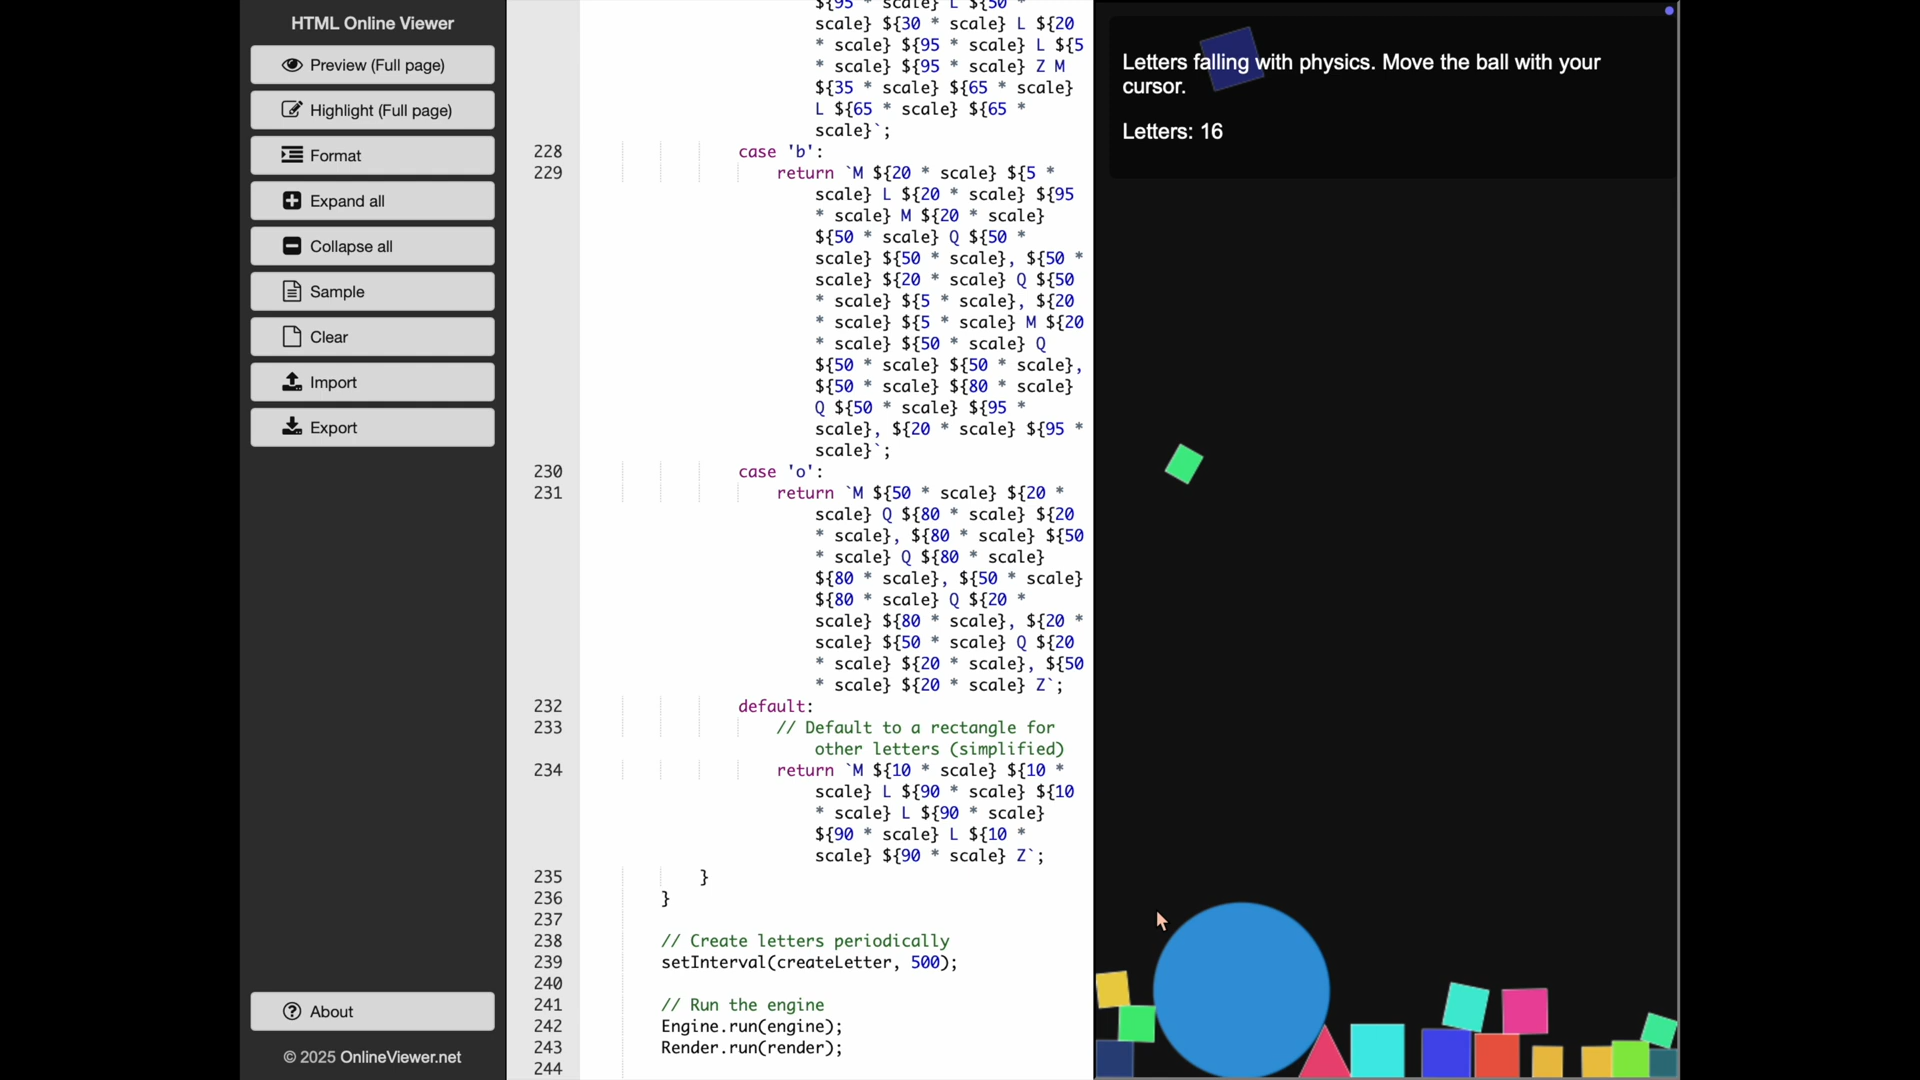 HTML Online Viewer
Preview (Full page)
Highlight (Full page)
Format
Expand all
Collapse all
Sample
Clear
Import
Export
About
© 2025 OnlineViewer.net
${95 * scale} L ${50 *
scale} ${30 * scale} L ${20
* scale} ${95 * scale} L ${5
* scale} ${95 * scale} Z M
${35 * scale} ${65 * scale}
L ${65 * scale} ${65 *
scale}`;
228 case 'b':
229 return `M ${20 * scale} ${5 *
scale} L ${20 * scale} ${95
* scale} M ${20 * scale}
${50 * scale} Q ${50 *
scale} ${50 * scale}, ${50 *
scale} ${20 * scale} Q ${50
* scale} ${5 * scale}, ${20
* scale} ${5 * scale} M ${20
* scale} ${50 * scale} Q
${50 * scale} ${50 * scale},
${50 * scale} ${80 * scale}
Q ${50 * scale} ${95 *
scale}, ${20 * scale} ${95 *
scale}`;
230 case 'o':
231 return `M ${50 * scale} ${20 *
scale} Q ${80 * scale} ${20
* scale}, ${80 * scale} ${50
* scale} Q ${80 * scale}
${80 * scale}, ${50 * scale}
${80 * scale} Q ${20 *
scale} ${80 * scale}, ${20 *
scale} ${50 * scale} Q ${20
* scale} ${20 * scale}, ${50
* scale} ${20 * scale} Z`;
232 default:
233 // Default to a rectangle for
other letters (simplified)
234 return `M ${10 * scale} ${10 *
scale} L ${90 * scale} ${10
* scale} L ${90 * scale}
${90 * scale} L ${10 *
scale} ${90 * scale} Z`;
235 }
236 }
237
238 // Create letters periodically
239 setInterval(createLetter, 500);
240
241 // Run the engine
242 Engine.run(engine);
243 Render.run(render);
244
Letters falling with physics. Move the ball with your
cursor.
Letters: 16